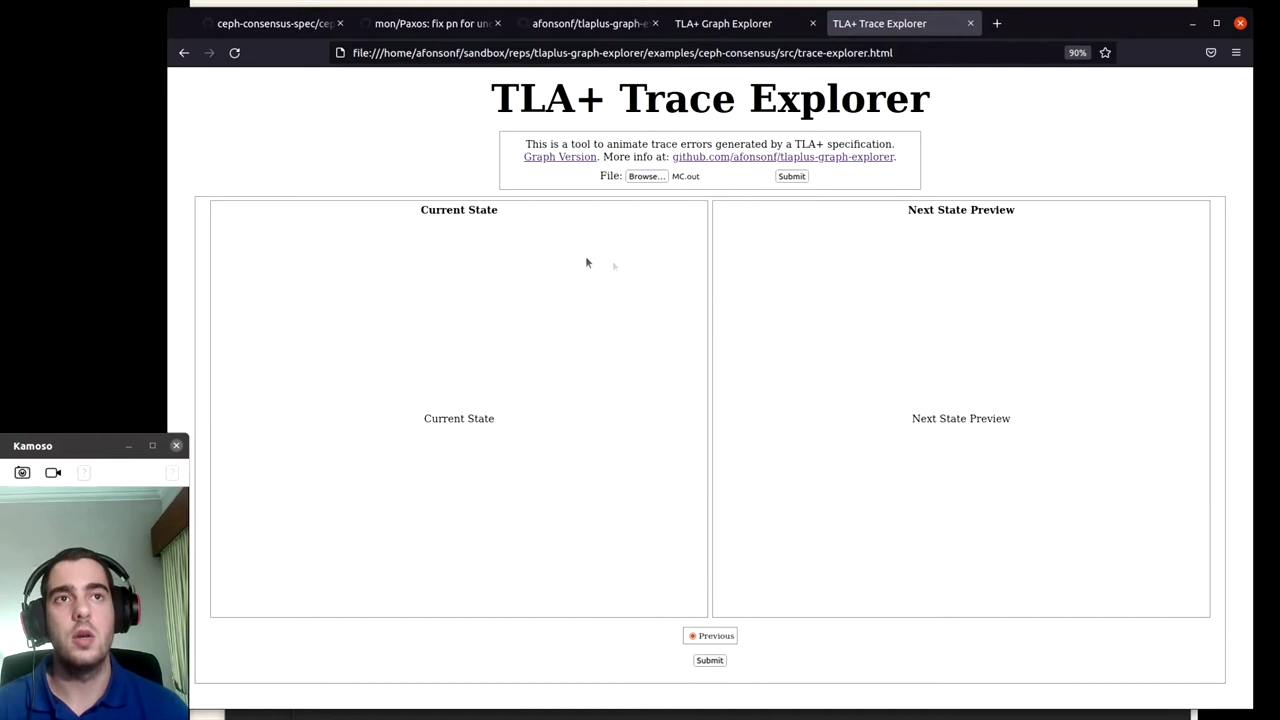 ceph-consensus-spec/cep
mon/Paxos: fix pn for unc
afonsonf/tlaplus-graph-e
TLA+ Graph Explorer
TLA+ Trace Explorer
file:///home/afonsonf/sandbox/reps/tlaplus-graph-explorer/examples/ceph-consensus/src/trace-explorer.html
90%
TLA+ Trace Explorer
This is a tool to animate trace errors generated by a TLA+ specification.
Graph Version. More info at: github.com/afonsonf/tlaplus-graph-explorer.
File: Browse... MC.out Submit
Current State
Next State Preview
Current State
Next State Preview
Previous
Submit
Kamoso